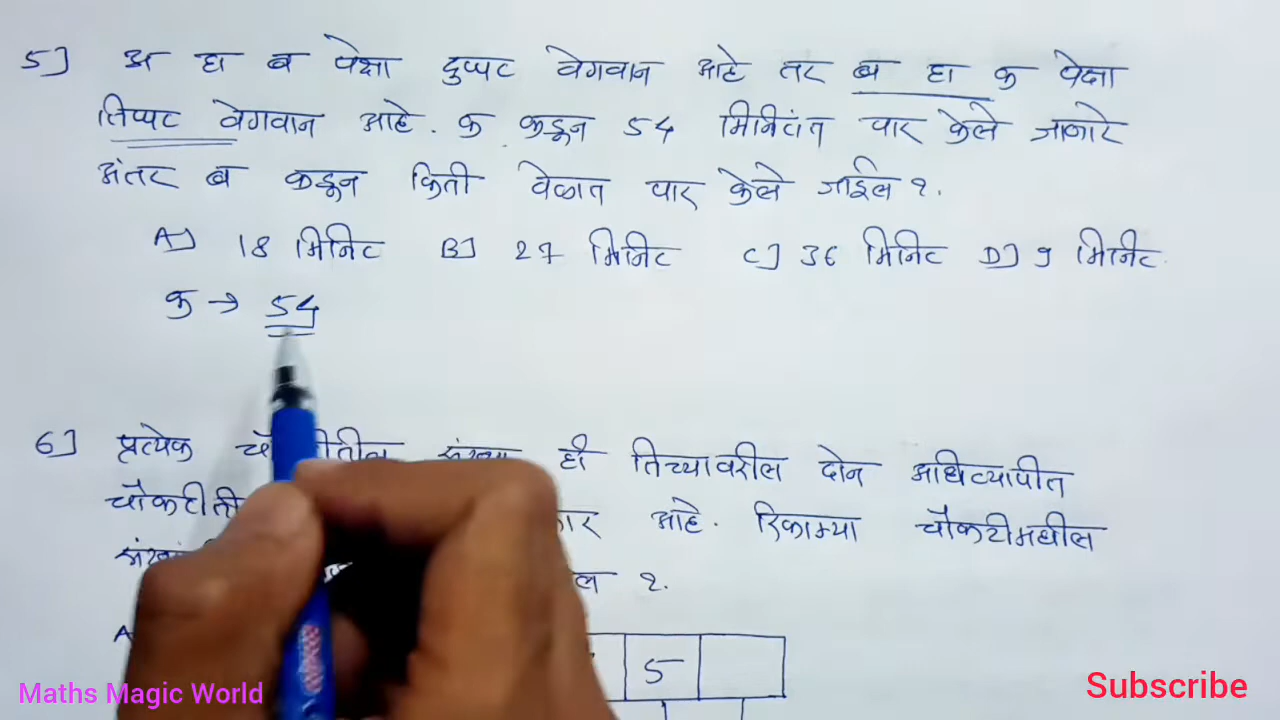 5] अ हा ब पेक्षा दुप्पट वेगवान आहे तर ब हा क पेक्षा
तिप्पट वेगवान आहे. क कडून 54 मिनिटांत पार केले जाणारे
अंतर ब कडून किती वेळात पार केले जाईल ?.
A] 18 मिनिट B] 27 मिनिट C] 36 मिनिट D] 9 मिनिट.
क → 54
6] प्रत्येक संख्या ही तिच्यावरील दोन अधिव्यापीत
आहे. रिकाम्या चौकटीमधील
?.
5
Maths Magic World
Subscribe